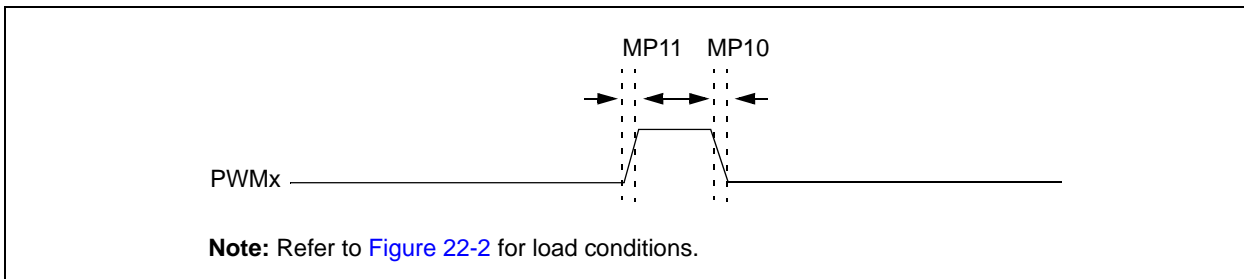 MP11 MP10
PWMx
Note: Refer to Figure 22-2 for load conditions.